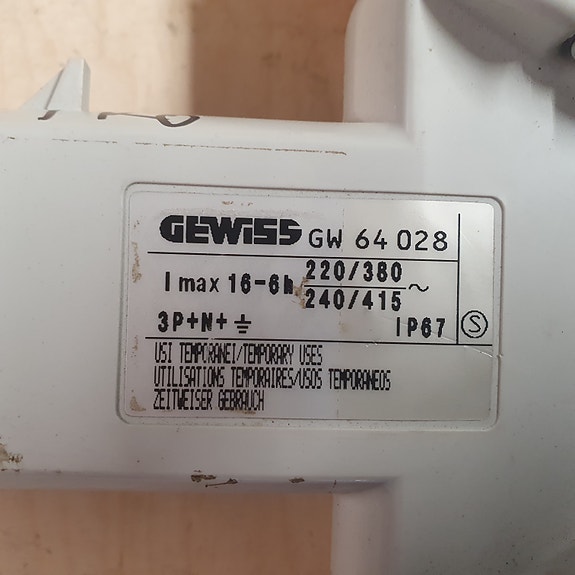 GEWISS GW 64 028
I max 16-6h 220/380
240/415 ~
3P+N+⏚ IP67 Ⓢ
USI TEMPORANEI/TEMPORARY USES
UTILISATIONS TEMPORAIRES/USOS TEMPORANEOS
ZEITWEISER GEBRAUCH